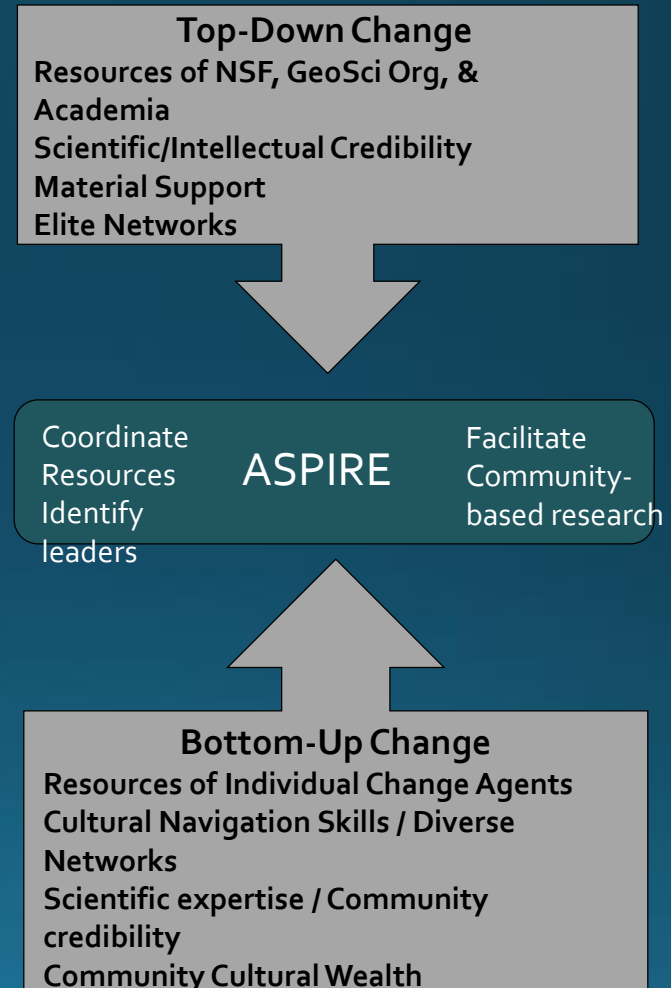 Top-Down Change
Resources of NSF, GeoSci Org, &
Academia
Scientific/Intellectual Credibility
Material Support
Elite Networks
Coordinate
Resources
Identify
leaders
ASPIRE
Facilitate
Community-
based research
Bottom-Up Change
Resources of Individual Change Agents
Cultural Navigation Skills / Diverse
Networks
Scientific expertise / Community
credibility
Community Cultural Wealth